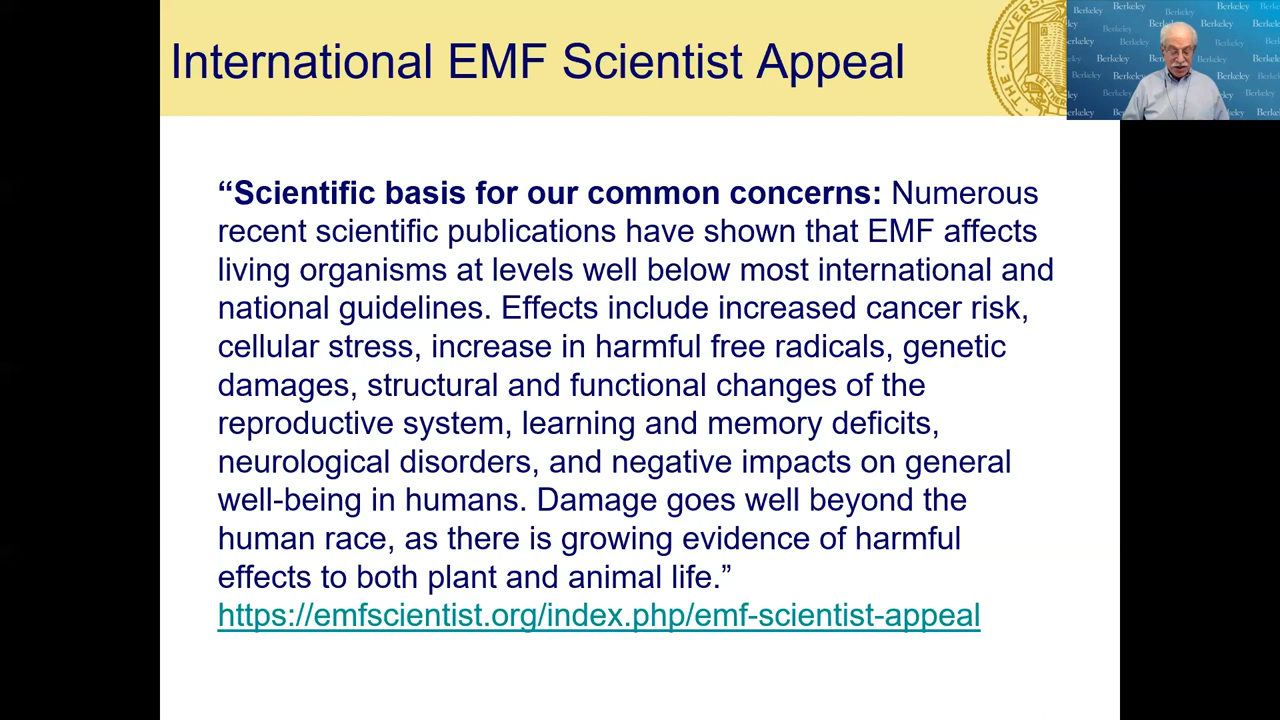 International EMF Scientist Appeal
“Scientific basis for our common concerns: Numerous
recent scientific publications have shown that EMF affects
living organisms at levels well below most international and
national guidelines. Effects include increased cancer risk,
cellular stress, increase in harmful free radicals, genetic
damages, structural and functional changes of the
reproductive system, learning and memory deficits,
neurological disorders, and negative impacts on general
well-being in humans. Damage goes well beyond the
human race, as there is growing evidence of harmful
effects to both plant and animal life.”
https://emfscientist.org/index.php/emf-scientist-appeal
Berkeley